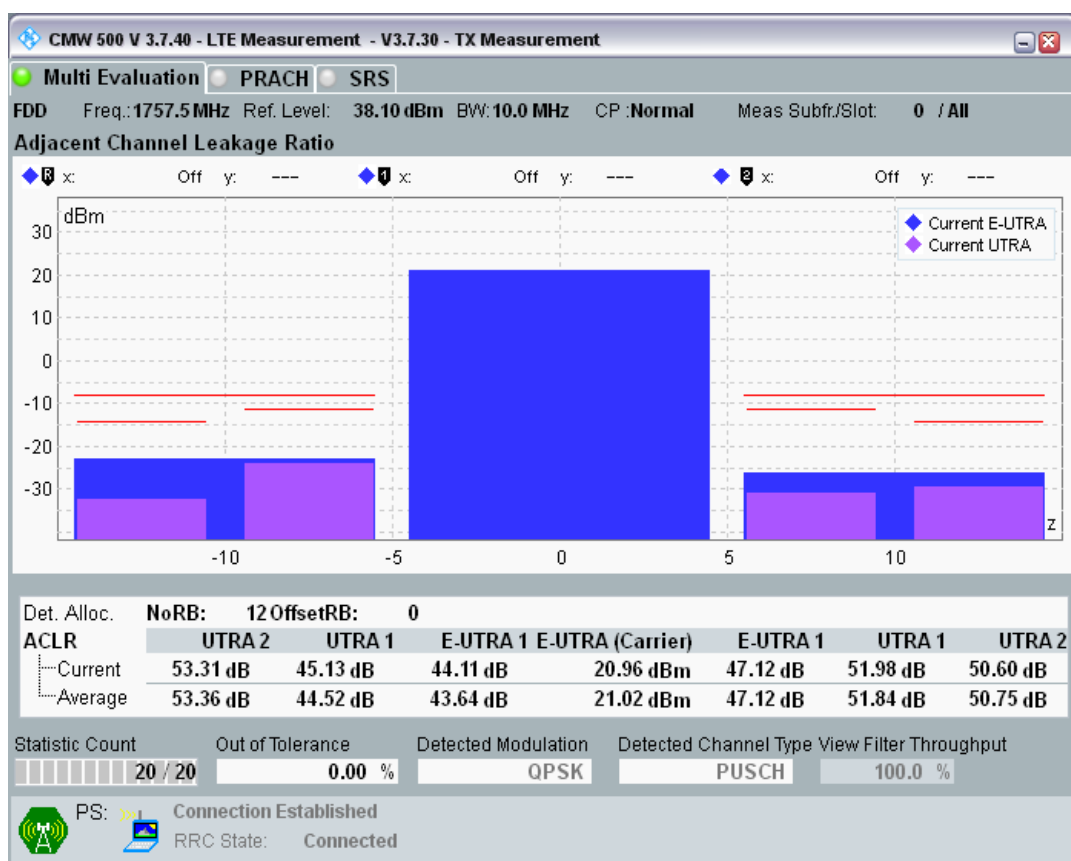 CMW 500 V 3.7.40 - LTE Measurement - V3.7.30 - TX Measurement
Multi Evaluation PRACH SRS
FDD Freq.: 1757.5 MHz Ref. Level: 38.10 dBm BW: 10.0 MHz CP : Normal Meas Subfr./Slot: 0 / All
Adjacent Channel Leakage Ratio
R x: Off y: --- 1 x: Off y: --- 2 x: Off y: ---
dBm
Current E-UTRA
Current UTRA
30
20
10
0
-10
-20
-30
z
-10 -5 0 5 10
Det. Alloc. NoRB: 12 OffsetRB: 0
ACLR UTRA 2 UTRA 1 E-UTRA 1 E-UTRA (Carrier) E-UTRA 1 UTRA 1 UTRA 2
Current 53.31 dB 45.13 dB 44.11 dB 20.96 dBm 47.12 dB 51.98 dB 50.60 dB
Average 53.36 dB 44.52 dB 43.64 dB 21.02 dBm 47.12 dB 51.84 dB 50.75 dB
Statistic Count Out of Tolerance Detected Modulation Detected Channel Type View Filter Throughput
20 / 20 0.00 % QPSK PUSCH 100.0 %
PS: Connection Established
RRC State: Connected